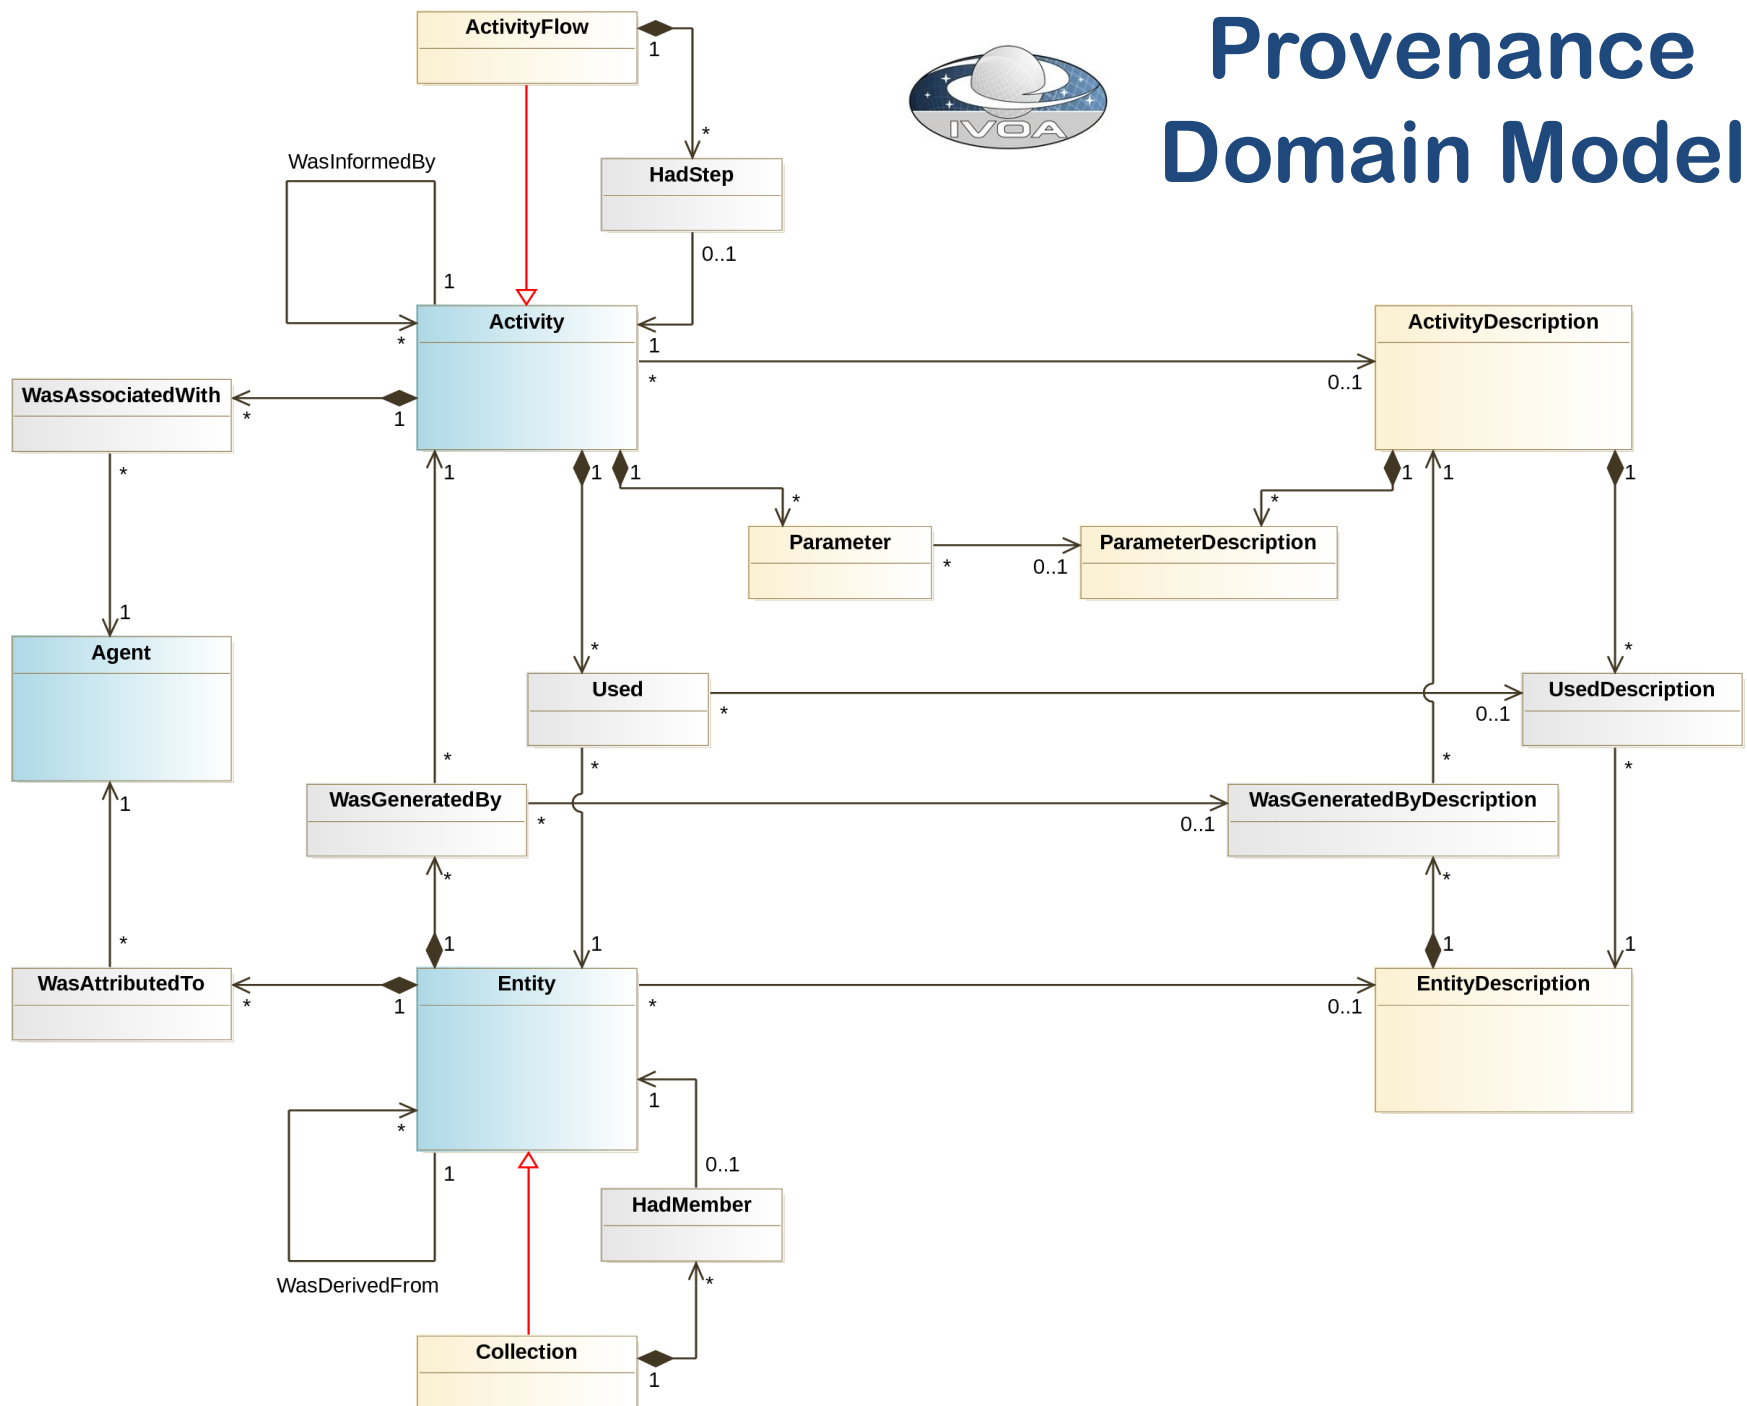 Provenance
Domain Model
IVOA
ActivityFlow
1
*
HadStep
0..1
WasInformedBy
1
*
Activity
1
*
0..1
ActivityDescription
WasAssociatedWith
*
1
*
1
1
1
1
1
1
*
*
Parameter
*
0..1
ParameterDescription
1
Agent
*
Used
*
0..1
*
UsedDescription
*
*
*
*
1
WasGeneratedBy
*
0..1
WasGeneratedByDescription
*
*
*
1
1
1
1
WasAttributedTo
*
1
Entity
*
0..1
EntityDescription
1
*
1
0..1
HadMember
*
WasDerivedFrom
Collection
1